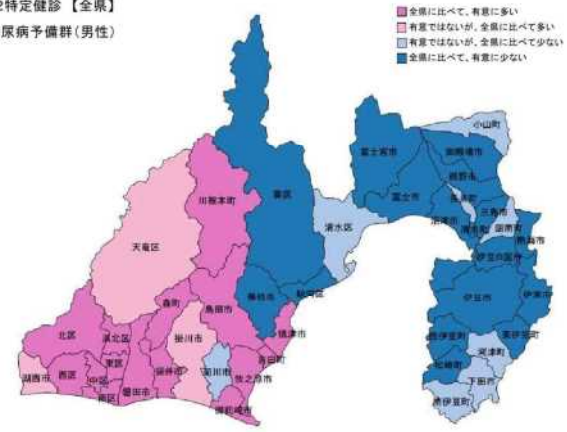 2特定健診 【全県】
尿病予備群(男性)
全県に比べて、有意に多い
有意ではないが、全県に比べて多い
有意ではないが、全県に比べて少ない
全県に比べて、有意に少ない
小山町
富士宮市
御殿場市
裾野市
川根本町
葵区
富士市
長泉町
三島市
清水区
沼津市
清水町
函南町
熱海市
天竜区
伊豆の国市
伊豆市
伊東市
藤枝市
駿河区
森町
島田市
北区
浜北区
掛川市
焼津市
西伊豆町
東伊豆町
河津町
東区
吉田町
松崎町
湖西市
西区
中区
袋井市
菊川市
牧之原市
下田市
南区
磐田市
御前崎市
南伊豆町